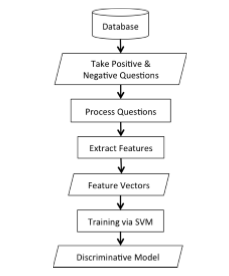 Database
Take Positive &
Negative Questions
Process Questions
Extract Features
Feature Vectors
Training via SVM
Discriminative Model